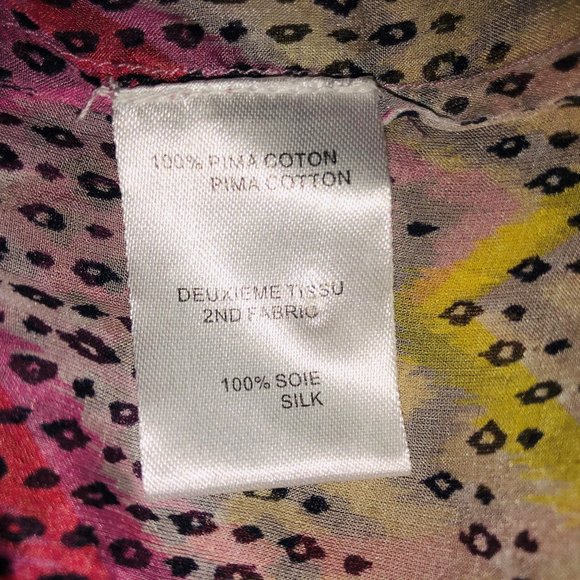 100% PIMA COTON
PIMA COTTON
DEUXIEME TISSU
2ND FABRIC
100% SOIE
SILK